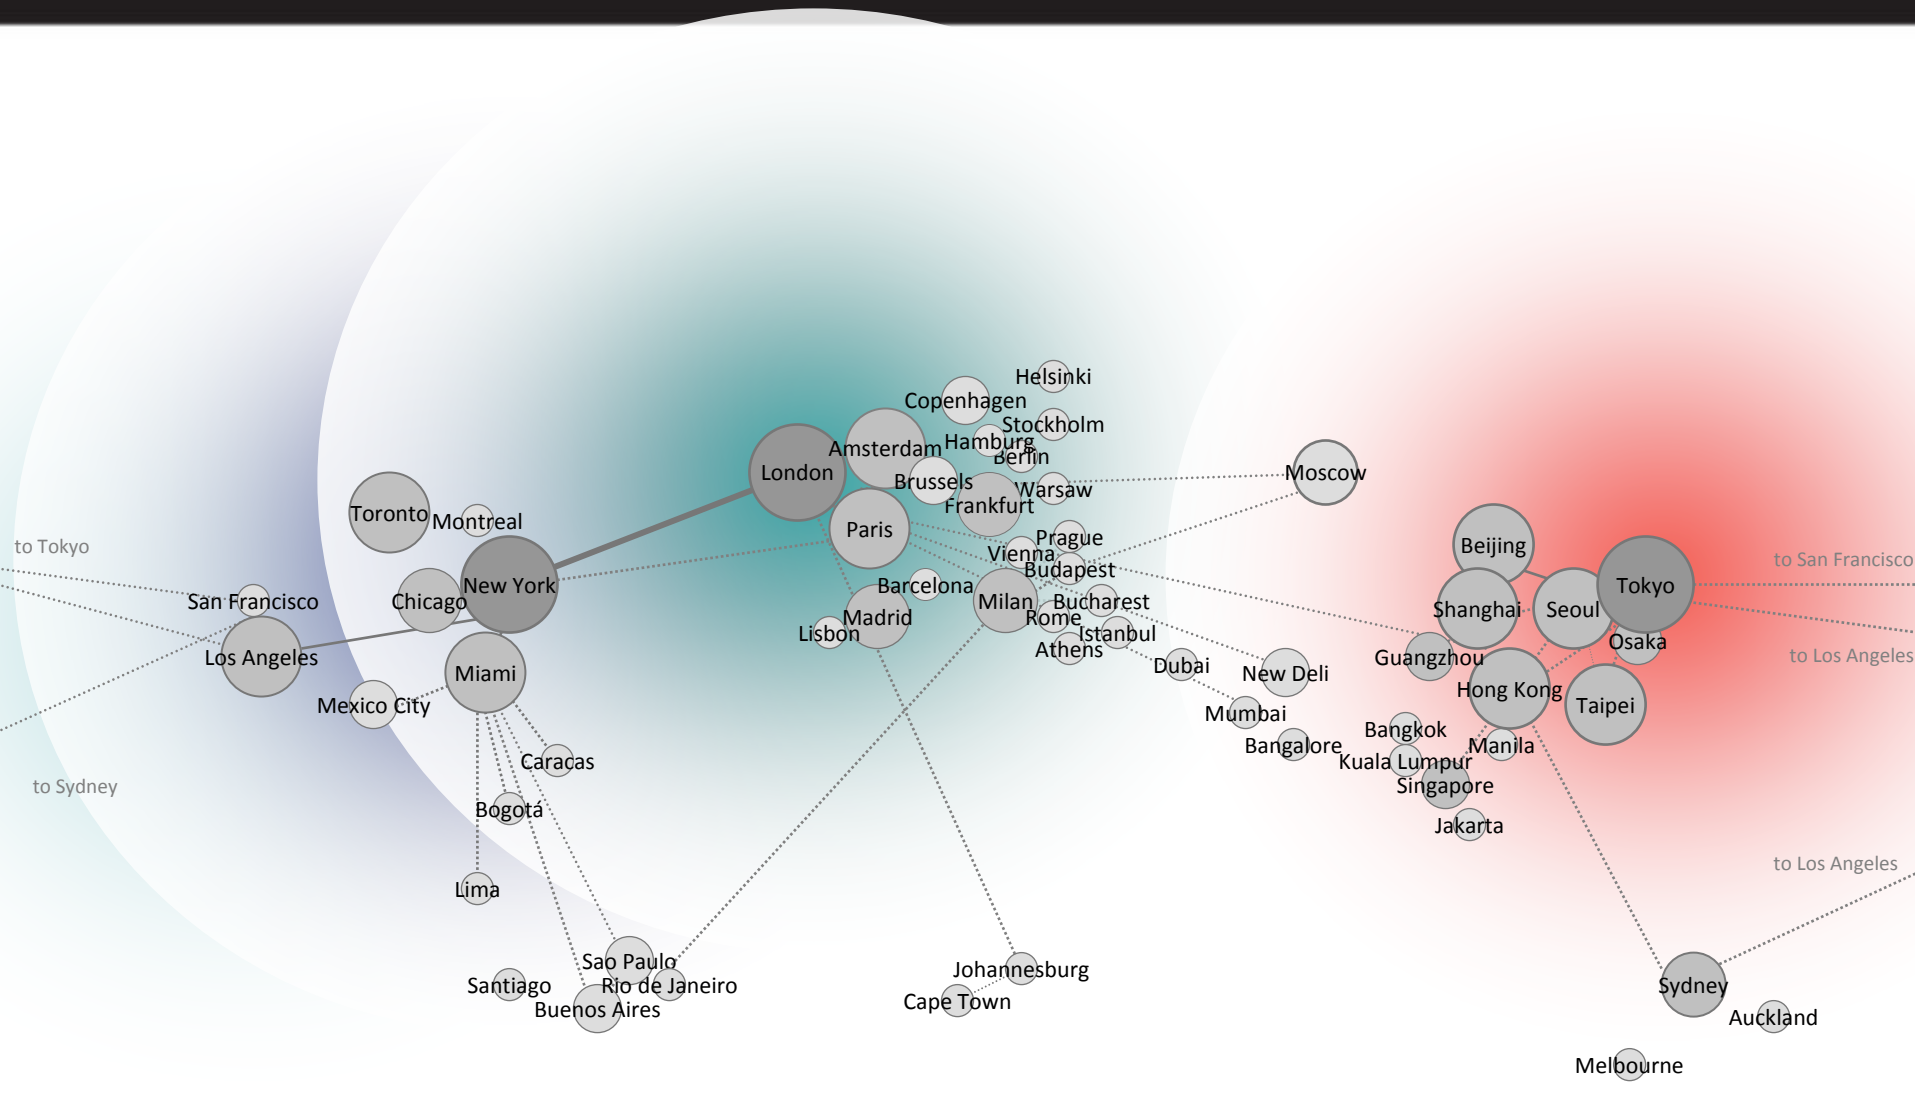 Helsinki
Copenhagen
Stockholm
Hamburg
Amsterdam
Berlin
London
Moscow
Brussels
Warsaw
Frankfurt
Toronto
Montreal
Paris
Prague
Beijing
to Tokyo
Vienna
to San Francisco
Budapest
New York
Barcelona
Tokyo
San Francisco
Chicago
Milan
Bucharest
Shanghai
Seoul
Madrid
Rome
Lisbon
Istanbul
Osaka
Athens
to Los Angeles
Los Angeles
Guangzhou
Dubai
Miami
New Deli
Hong Kong
Mexico City
Taipei
Mumbai
Bangkok
Bangalore
Manila
Caracas
Kuala Lumpur
to Sydney
Singapore
Bogotá
Jakarta
to Los Angeles
Lima
Sao Paulo
Johannesburg
Santiago
Rio de Janeiro
Sydney
Cape Town
Buenos Aires
Auckland
Melbourne